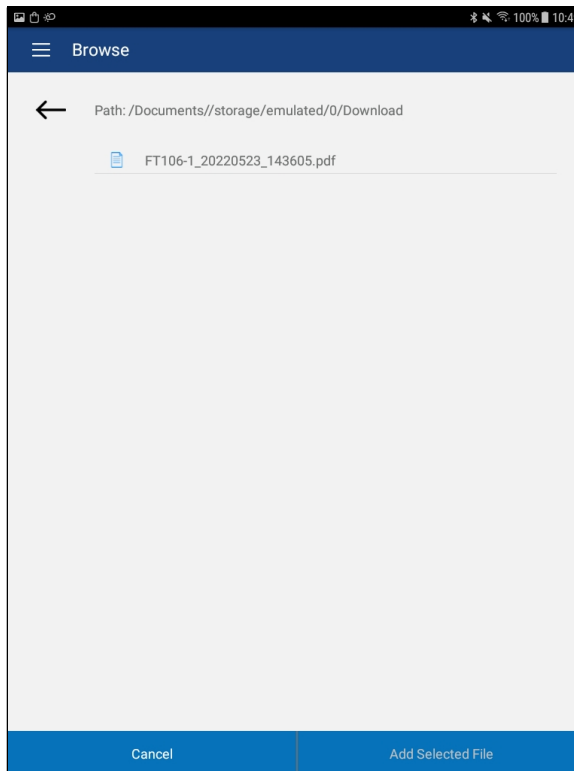 100% 10:4
Browse
Path: /Documents//storage/emulated/0/Download
FT106-1_20220523_143605.pdf
Cancel
Add Selected File